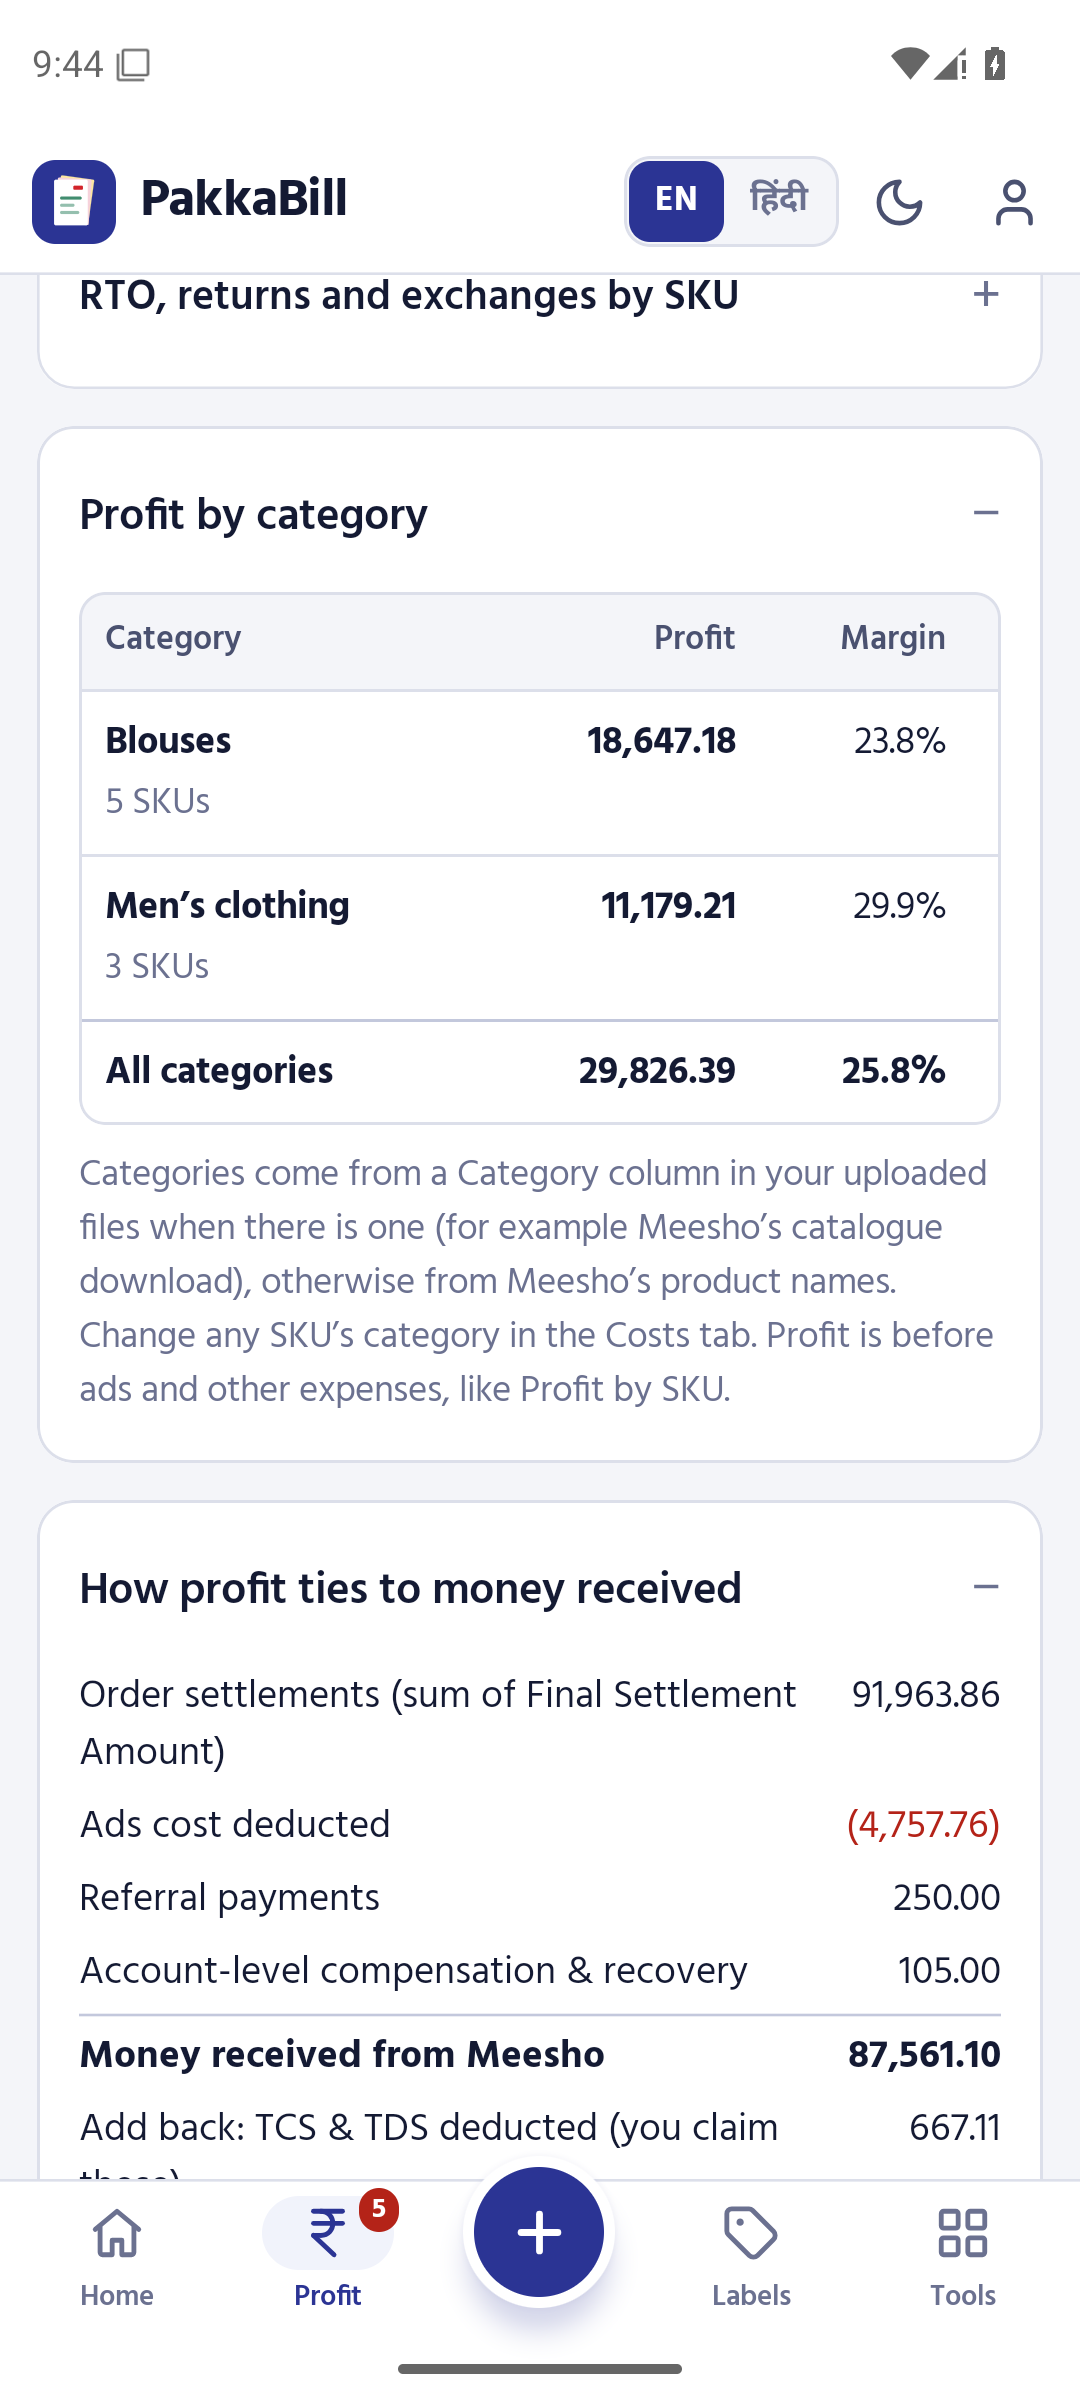 9:44
PakkaBill
EN
हिंदी
RTO, returns and exchanges by SKU
+
Profit by category
−
Category Profit Margin
Blouses 18,647.18 23.8%
5 SKUs
Men’s clothing 11,179.21 29.9%
3 SKUs
All categories 29,826.39 25.8%
Categories come from a Category column in your uploaded
files when there is one (for example Meesho’s catalogue
download), otherwise from Meesho’s product names.
Change any SKU’s category in the Costs tab. Profit is before
ads and other expenses, like Profit by SKU.
How profit ties to money received
−
Order settlements (sum of Final Settlement 91,963.86
Amount)
Ads cost deducted (4,757.76)
Referral payments 250.00
Account-level compensation & recovery 105.00
Money received from Meesho 87,561.10
Add back: TCS & TDS deducted (you claim 667.11
₹ 5
+
Home Profit Labels Tools